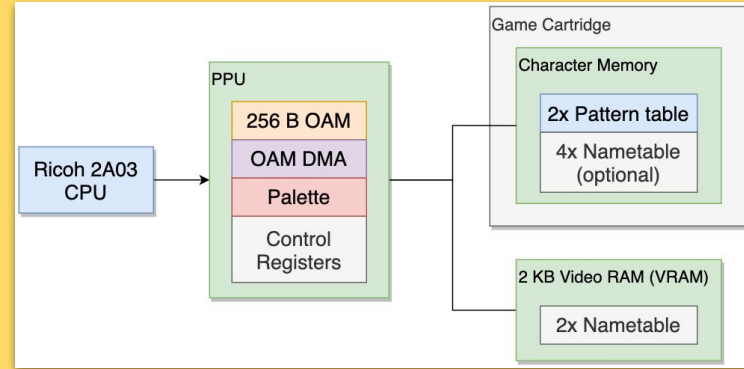 Game Cartridge
Character Memory
PPU
2x Pattern table
256 B OAM
4x Nametable
(optional)
OAM DMA
Ricoh 2A03
CPU
Palette
Control
Registers
2 KB Video RAM (VRAM)
2x Nametable